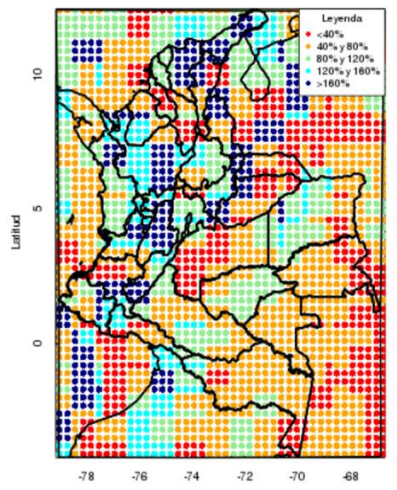 Leyenda
<40%
40% y 80%
80% y 120%
120% y 160%
>160%
Latitud
10
5
0
-78 -76 -74 -72 -70 -68